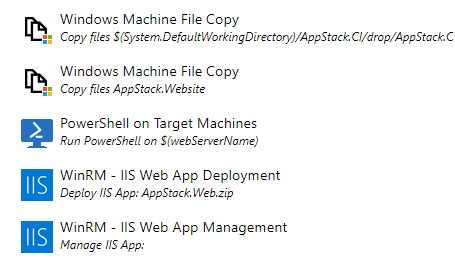 Windows Machine File Copy
Copy files $(System.DefaultWorkingDirectory)/AppStack.CI/drop/AppStack.C
Windows Machine File Copy
Copy files AppStack.Website
PowerShell on Target Machines
Run PowerShell on $(webServerName)
IIS
WinRM - IIS Web App Deployment
Deploy IIS App: AppStack.Web.zip
IIS
WinRM - IIS Web App Management
Manage IIS App: